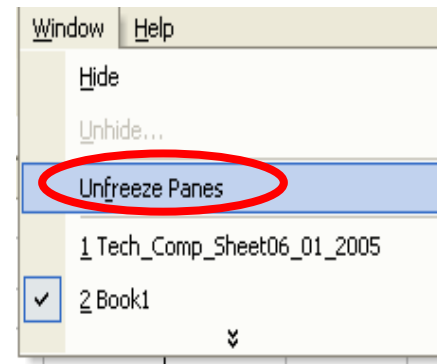 Window Help
Hide
Unhide...
Unfreeze Panes
1 Tech_Comp_Sheet06_01_2005
2 Book1